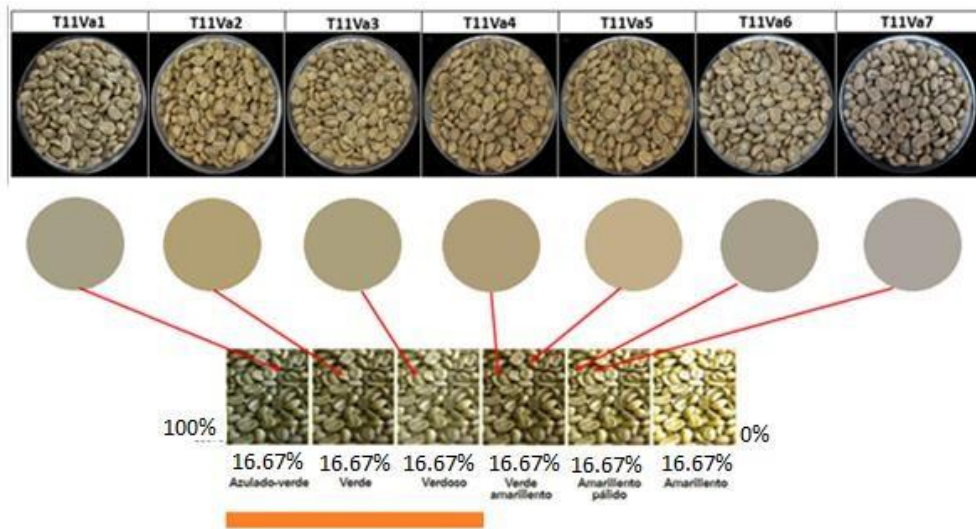 T11Va1 T11Va2 T11Va3 T11Va4 T11Va5 T11Va6 T11Va7
100% 0%
16.67% 16.67% 16.67% 16.67% 16.67% 16.67%
Azulado-verde Verde Verdoso Verde amarillento Amarillento pálido Amarillento